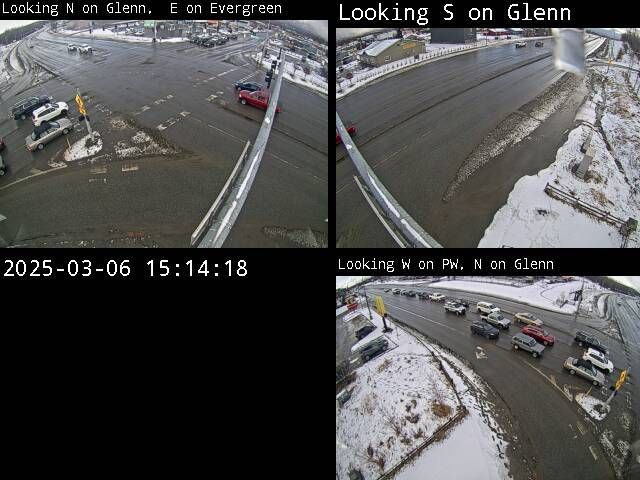 Looking N on Glenn,  E on Evergreen
Looking S on Glenn
2025-03-06 15:14:18
Looking W on PW, N on Glenn